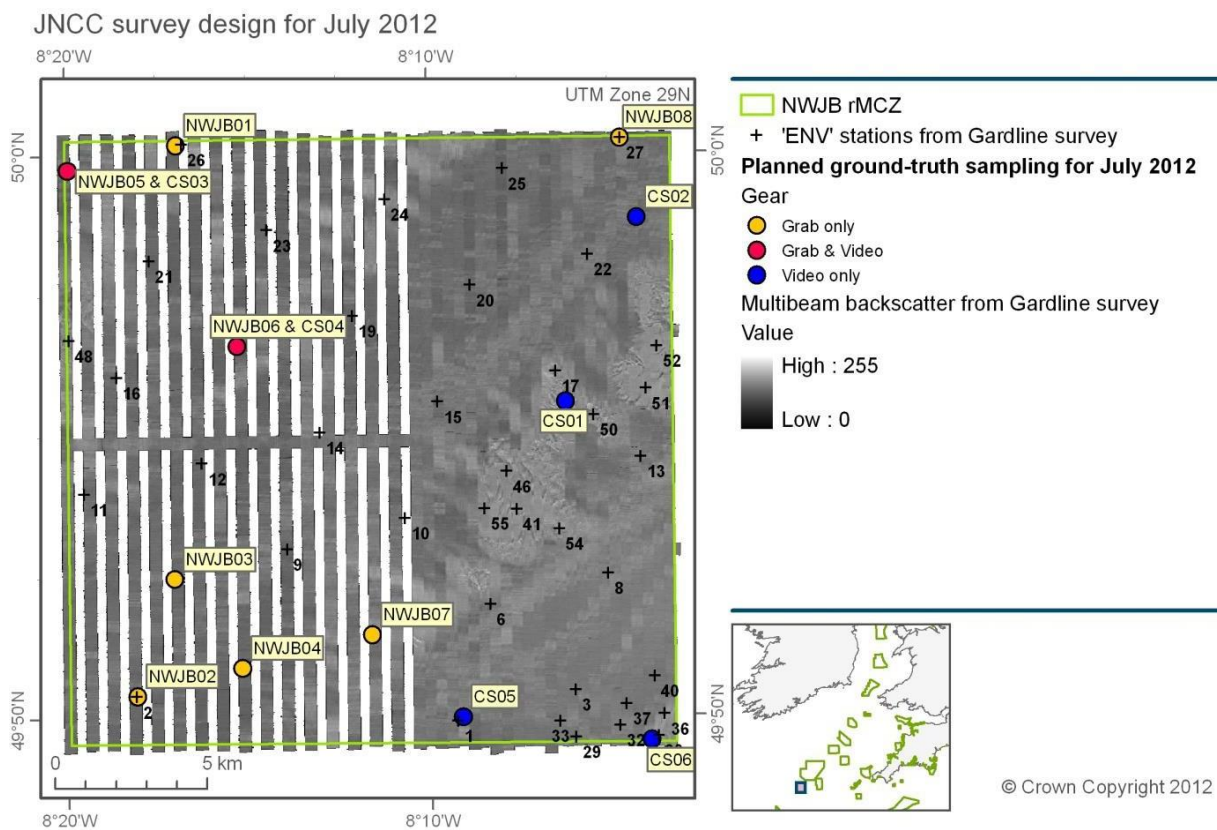 JNCC survey design for July 2012
8°20'W
8°10'W
UTM Zone 29N
NWJB01
NWJB08
26
27
50°0'N
50°0'N
NWJB05 & CS03
25
CS02
24
23
22
21
20
NWJB06 & CS04
19
48
52
16
17
51
15
CS01
50
14
13
12
46
11
55
41
10
54
9
NWJB03
8
6
NWJB07
NWJB04
40
NWJB02
3
2
CS05
37
36
49°50'N
49°50'N
1
33
32
29
CS06
0
5 km
8°20'W
8°10'W
NWJB rMCZ
'ENV' stations from Gardline survey
Planned ground-truth sampling for July 2012
Gear
Grab only
Grab & Video
Video only
Multibeam backscatter from Gardline survey
Value
High : 255
Low : 0
© Crown Copyright 2012